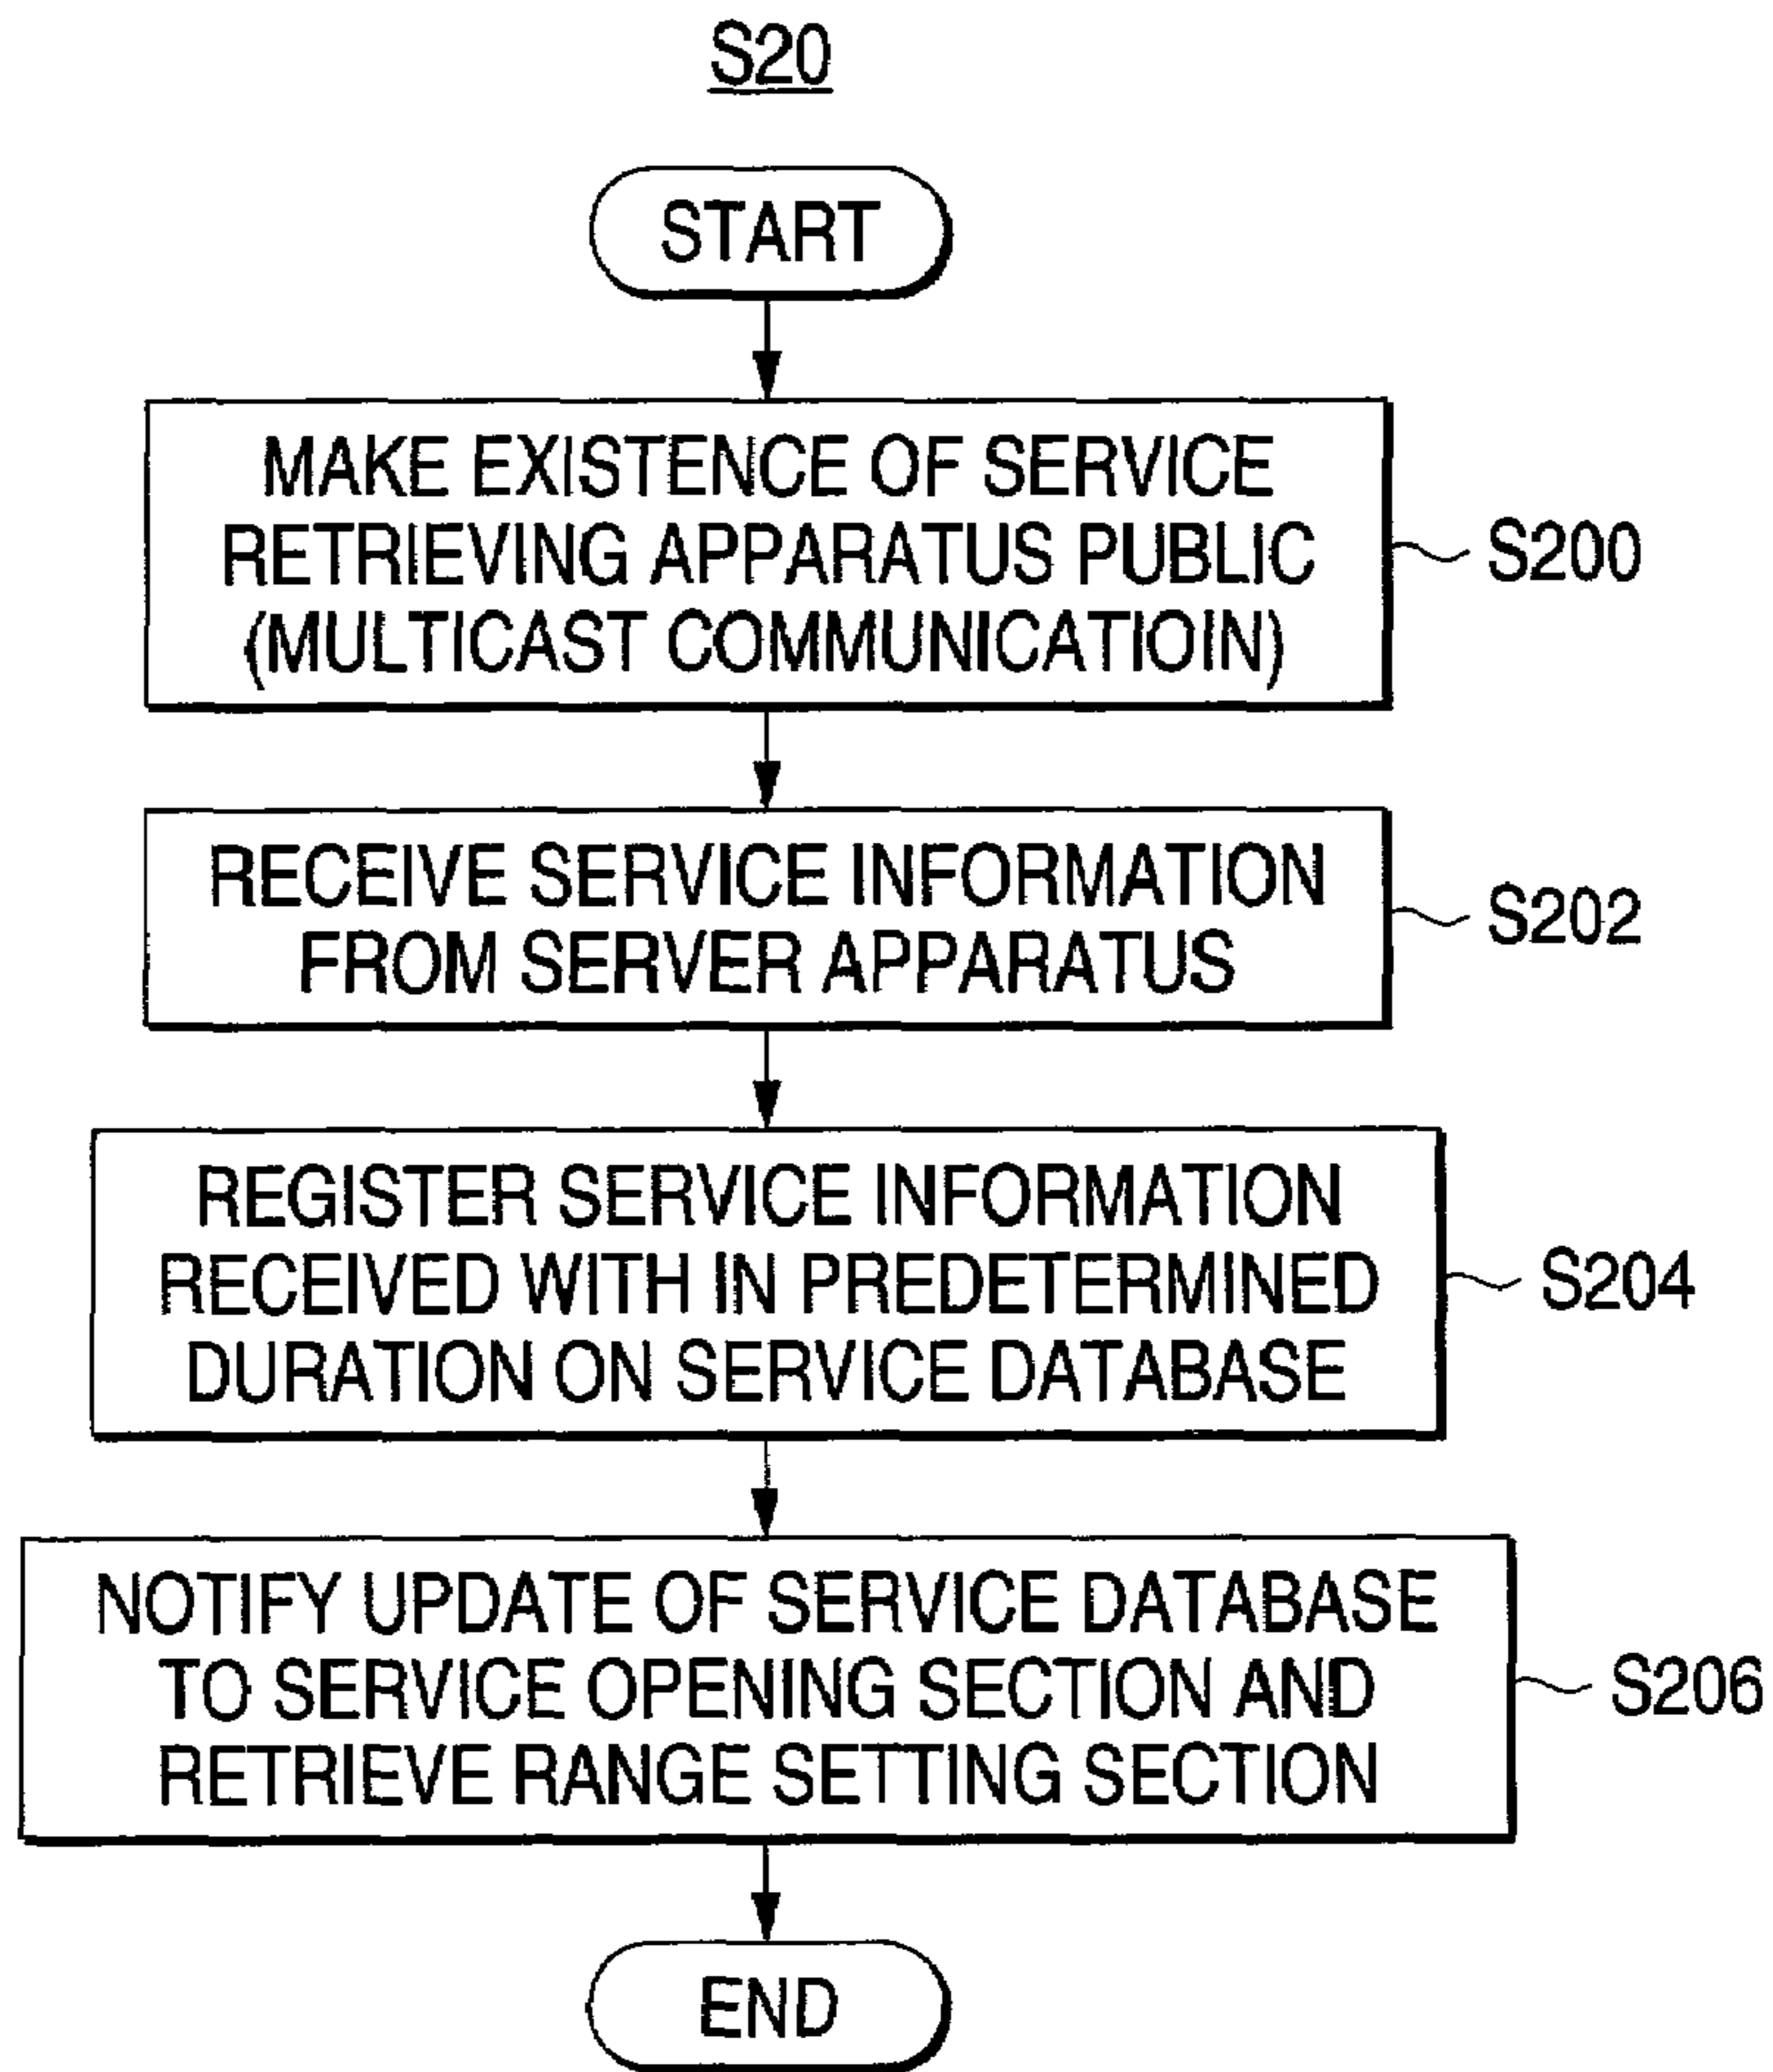 S20
START
MAKE EXISTENCE OF SERVICE
RETRIEVING APPARATUS PUBLIC
(MULTICAST COMMUNICATIOIN)
S200
RECEIVE SERVICE INFORMATION
FROM SERVER APPARATUS
S202
REGISTER SERVICE INFORMATION
RECEIVED WITH IN PREDETERMINED
DURATION ON SERVICE DATABASE
S204
NOTIFY UPDATE OF SERVICE DATABASE
TO SERVICE OPENING SECTION AND
RETRIEVE RANGE SETTING SECTION
S206
END